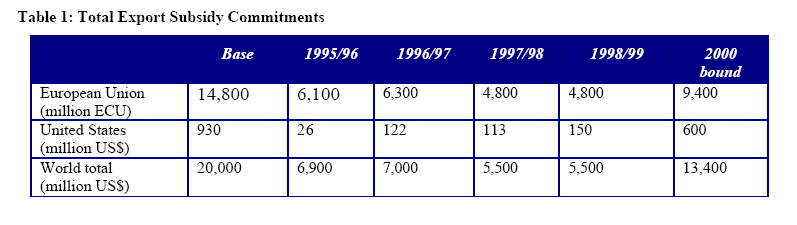 Table 1: Total Export Subsidy Commitments
Base 1995/96 1996/97 1997/98 1998/99 2000
bound
European Union 14,800 6,100 6,300 4,800 4,800 9,400
(million ECU)
United States 930 26 122 113 150 600
(million US$)
World total 20,000 6,900 7,000 5,500 5,500 13,400
(million US$)